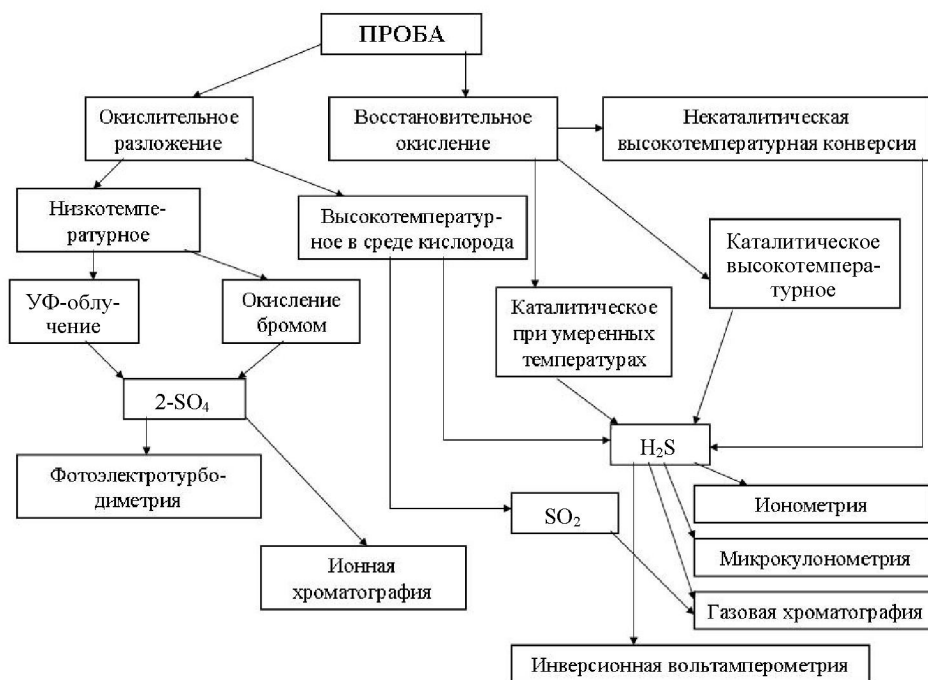 ПРОБА
Окислительное
разложение
Восстановительное
окисление
Некаталитическая
высокотемпературная конверсия
Низкотемпе-
ратурное
Высокотемператур-
ное в среде кислорода
Каталитическое
высокотемпера-
турное
УФ-облу-
чение
Окисление
бромом
Каталитическое
при умеренных
температурах
2-SO₄
H₂S
Фотоэлектротурбо-
диметрия
SO₂
Ионометрия
Микрокулонометрия
Ионная
хроматография
Газовая хроматография
Инверсионная вольтамперометрия